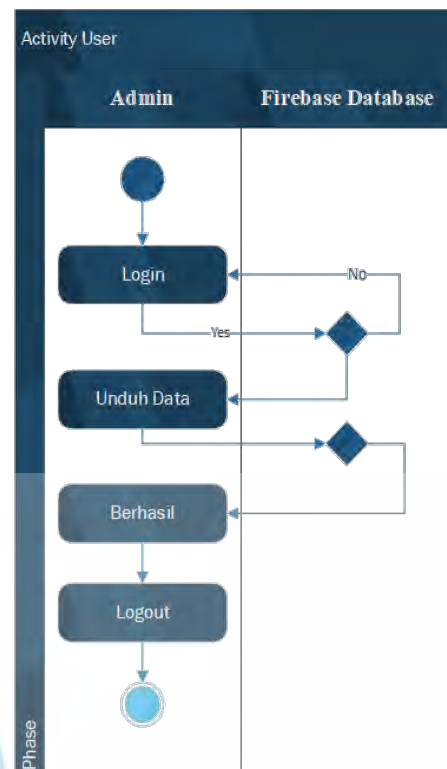 Activity User
Admin
Firebase Database
Login
No
Yes
Unduh Data
Berhasil
Logout
Phase